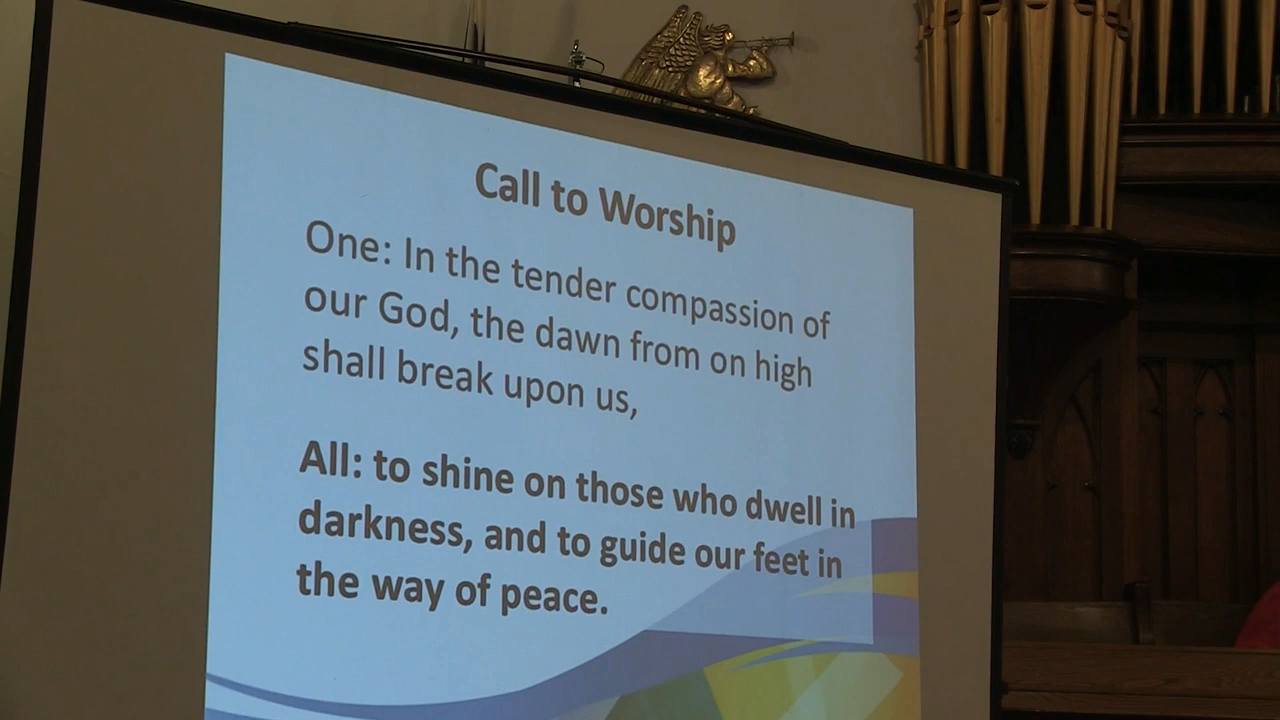 Call to Worship
One: In the tender compassion of
our God, the dawn from on high
shall break upon us,
All: to shine on those who dwell in
darkness, and to guide our feet in
the way of peace.